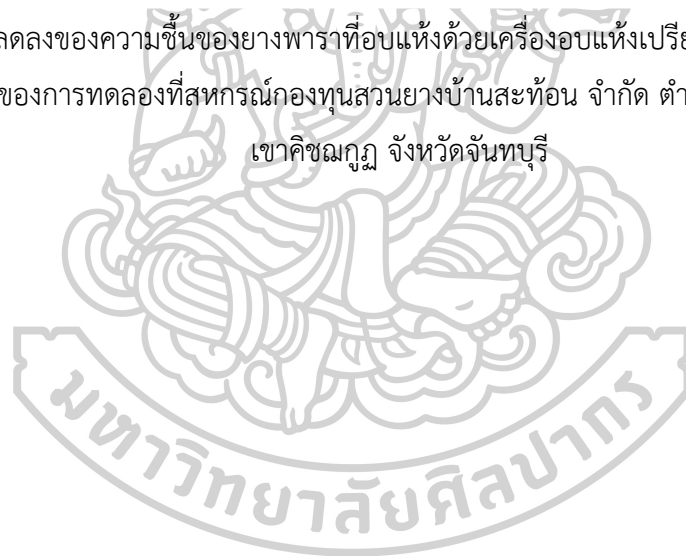 ลดลงของความชื้นของยางพาราที่อบแห้งด้วยเครื่องอบแห้งเปรีย
ของการทดลองที่สหกรณ์กองทุนสวนยางบ้านสะท้อน จำกัด ตำ
เขาคิชฌกูฏ จังหวัดจันทบุรี
มหาวิทยาลัยศิลปากร